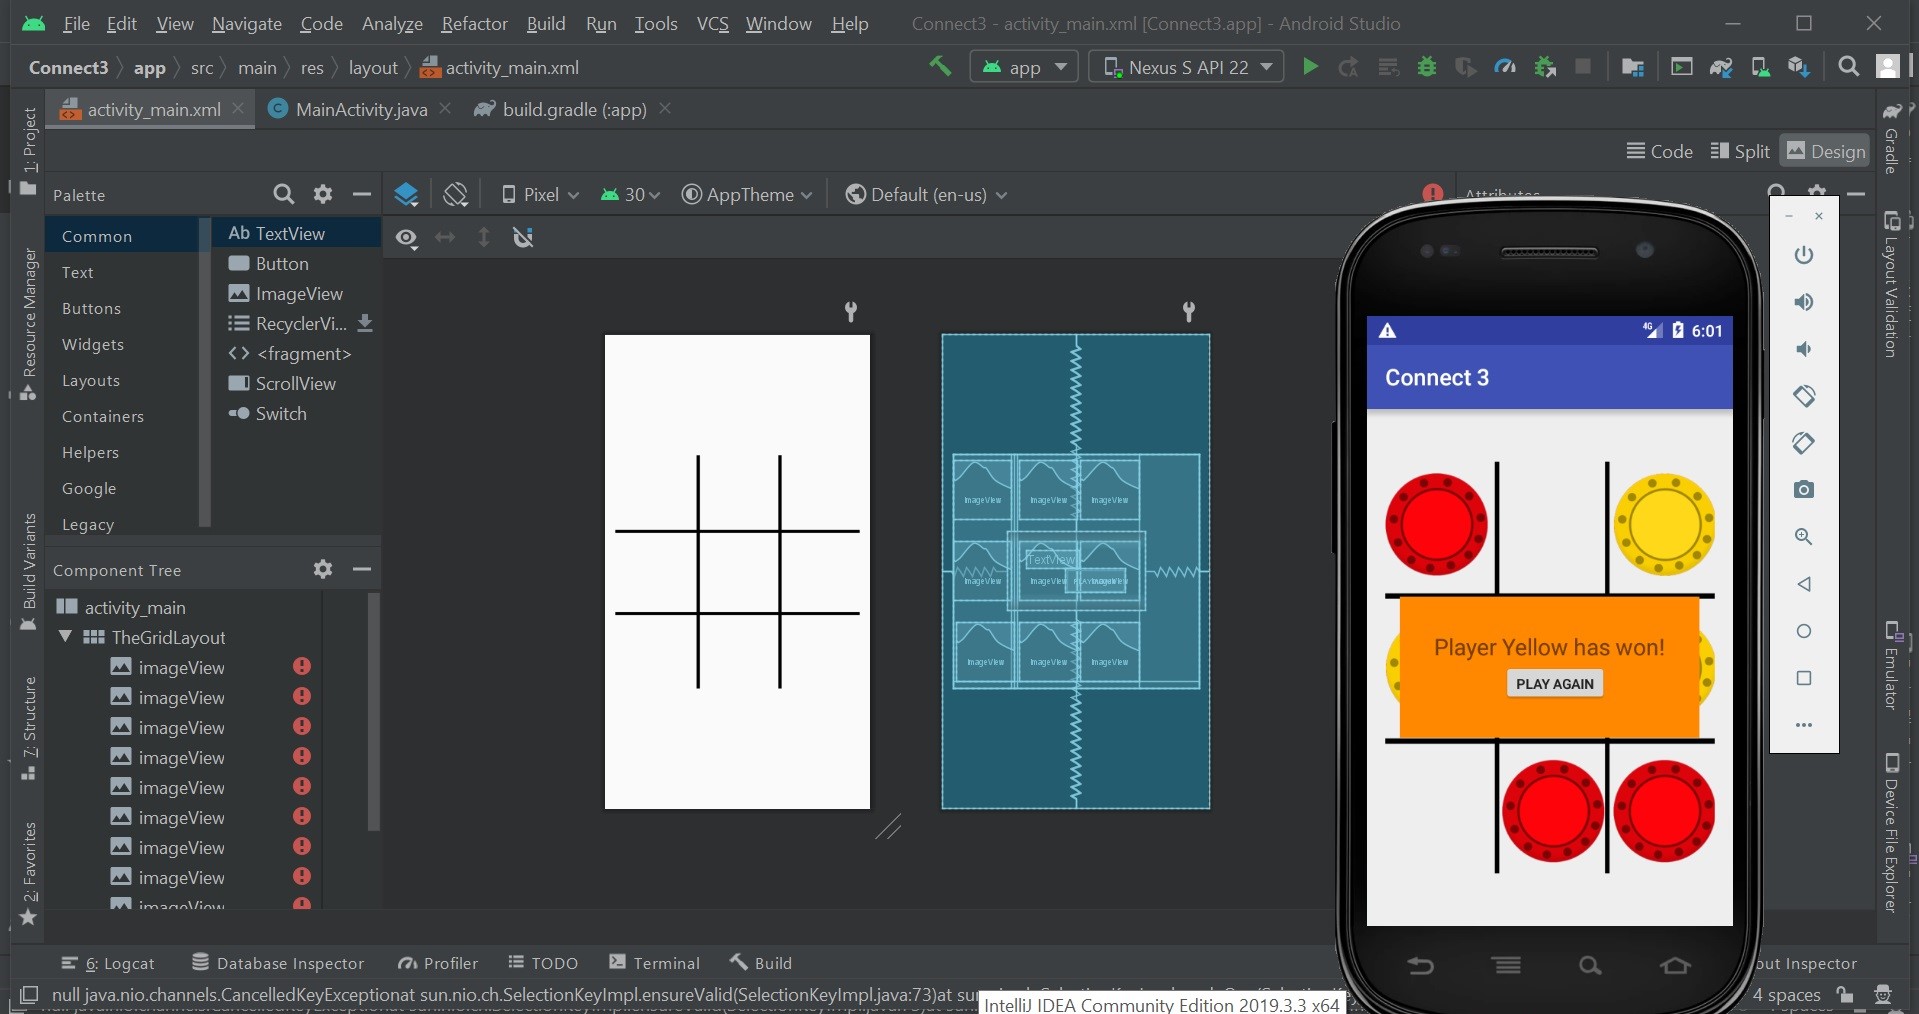 File Edit View Navigate Code Analyze Refactor Build Run Tools VCS Window Help Connect3 - activity_main.xml [Connect3.app] - Android Studio
Connect3 app src main res layout activity_main.xml app Nexus S API 22
activity_main.xml MainActivity.java build.gradle (:app)
Code Split Design
Palette
Pixel 30 AppTheme Default (en-us) Attributes
Common
Text
Buttons
Widgets
Layouts
Containers
Helpers
Google
Legacy
Ab TextView
Button
ImageView
RecyclerVi...
<fragment>
ScrollView
Switch
Component Tree
activity_main
TheGridLayout
imageView
imageView
imageView
imageView
imageView
imageView
imageView
imageView
imageView
1: Project
Resource Manager
Build Variants
7: Structure
2: Favorites
ImageView ImageView ImageView
TextView
ImageView ImageView ImageView
ImageView ImageView ImageView
4G 6:01
Connect 3
Player Yellow has won!
PLAY AGAIN
Gradle
Layout Validation
Emulator
Device File Explorer
6: Logcat Database Inspector Profiler TODO Terminal Build out Inspector
null java.nio.channels.CancelledKeyExceptionat sun.nio.ch.SelectionKeyImpl.ensureValid(SelectionKeyImpl.java:73)at sun 4 spaces
IntelliJ IDEA Community Edition 2019.3.3 x64